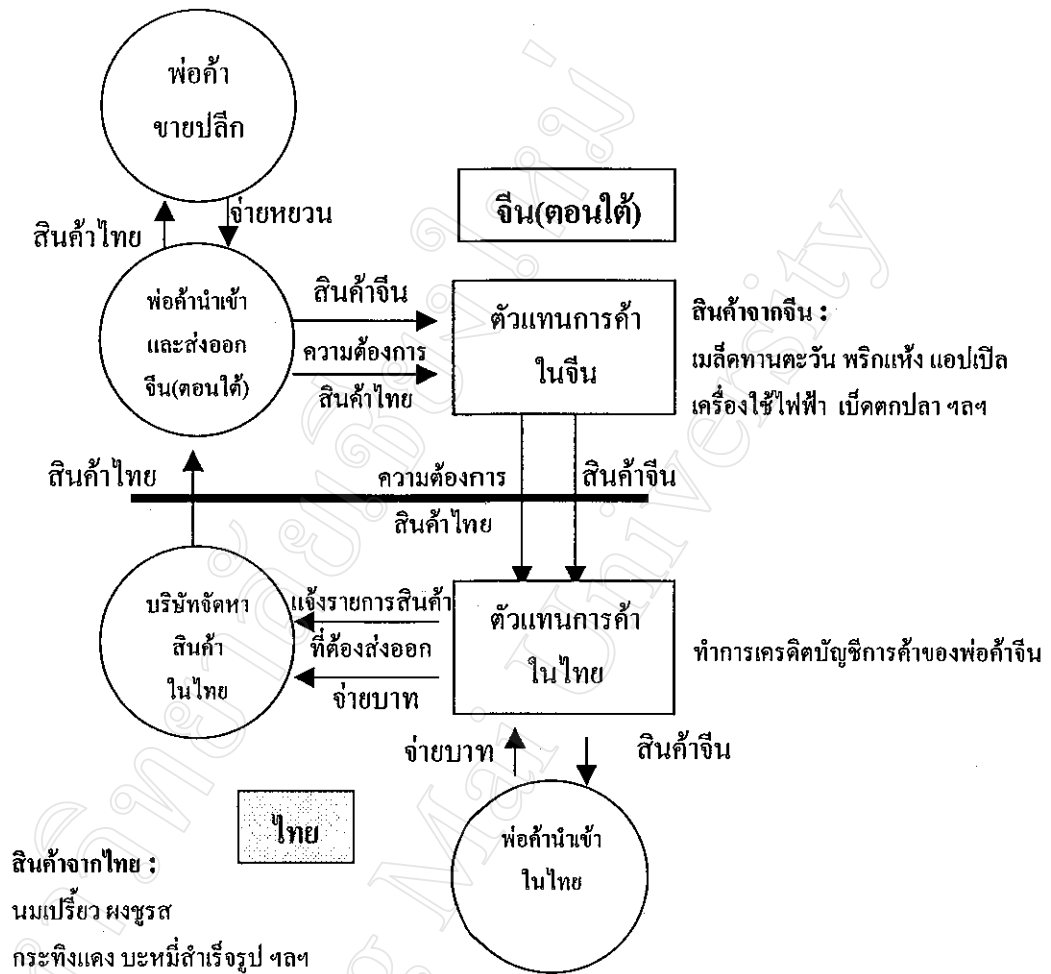 พ่อค้า
ขายปลีก
จีน(ตอนใต้)
สินค้าไทย
จ่ายหยวน
พ่อค้านำเข้า
และส่งออก
จีน(ตอนใต้)
สินค้าจีน
ความต้องการ
สินค้าไทย
ตัวแทนการค้า
ในจีน
สินค้าจากจีน :
เมล็ดทานตะวัน พริกแห้ง แอปเปิล
เครื่องใช้ไฟฟ้า เบ็ดตกปลา ฯลฯ
สินค้าไทย
ความต้องการ
สินค้าไทย
สินค้าจีน
บริษัทจัดหา
สินค้า
ในไทย
แจ้งรายการสินค้า
ที่ต้องส่งออก
จ่ายบาท
ตัวแทนการค้า
ในไทย
ทำการเครดิตบัญชีการค้าของพ่อค้าจีน
จ่ายบาท
สินค้าจีน
ไทย
พ่อค้านำเข้า
ในไทย
สินค้าจากไทย :
นมเปรี้ยว ผงชูรส
กระทิงแดง บะหมี่สำเร็จรูป ฯลฯ
Mai University